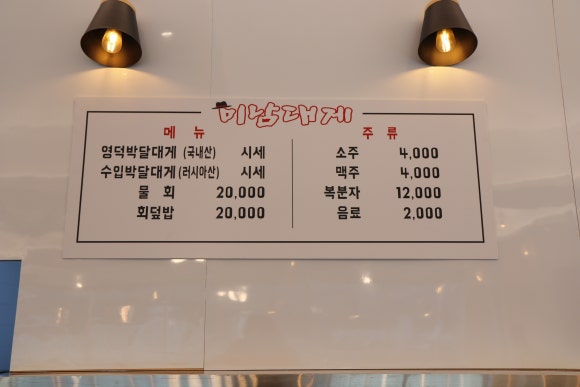 미남대게
메 뉴
영덕박달대게 (국내산) 시세
수입박달대게 (러시아산) 시세
물 회 20,000
회덮밥 20,000
주 류
소주 4,000
맥주 4,000
복분자 12,000
음료 2,000